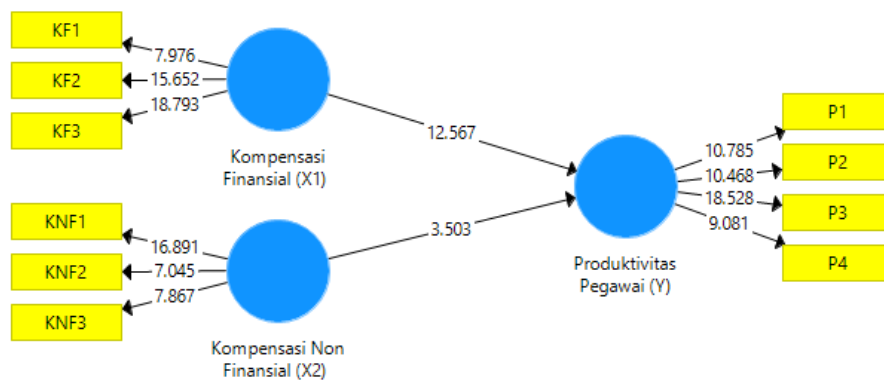 KF1
7.976
KF2
15.652
18.793
KF3
Kompensasi
Finansial (X1)
12.567
KNF1
16.891
KNF2
7.045
7.867
KNF3
Kompensasi Non
Finansial (X2)
3.503
Produktivitas
Pegawai (Y)
P1
10.785
P2
10.468
18.528
P3
9.081
P4